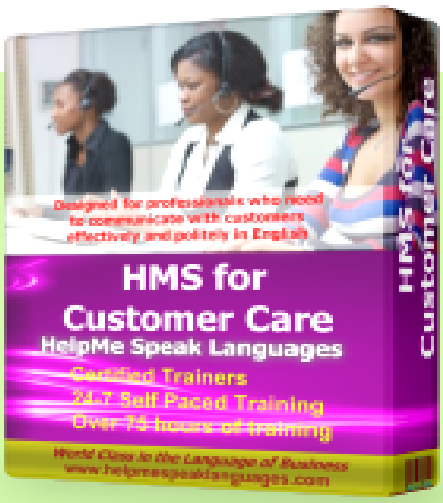 Designed for professionals who need
to communicate with customers
effectively and politely in English
HMS for
Customer Care
HelpMe Speak Languages
Certified Trainers
24-7 Self Paced Training
Over 75 hours of training
World Class in the Language of Business
www.helpmespeaklanguages.com
HMS for
Customer Care